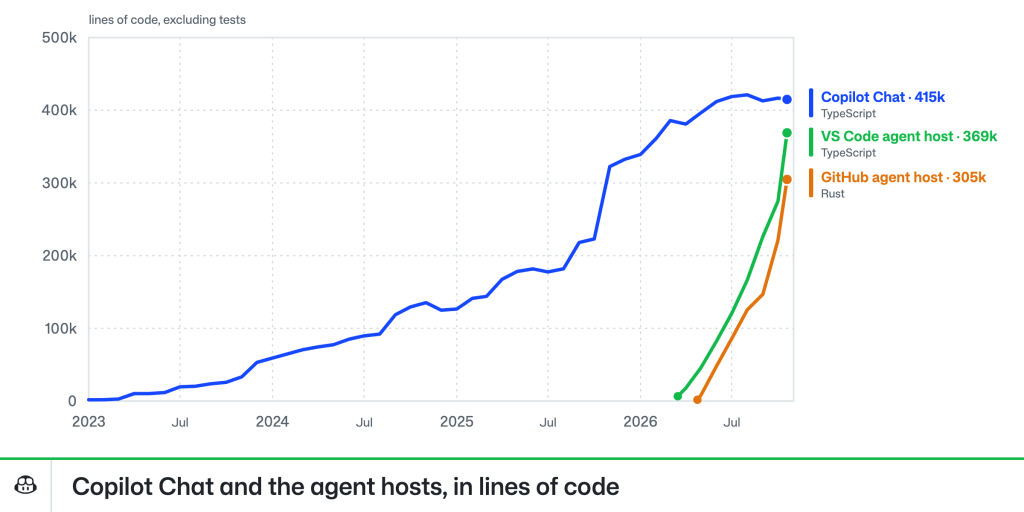 lines of code, excluding tests
500k
400k
300k
200k
100k
0
2023
Jul
2024
Jul
2025
Jul
2026
Jul
Copilot Chat · 415k
TypeScript
VS Code agent host · 369k
TypeScript
GitHub agent host · 305k
Rust
Copilot Chat and the agent hosts, in lines of code